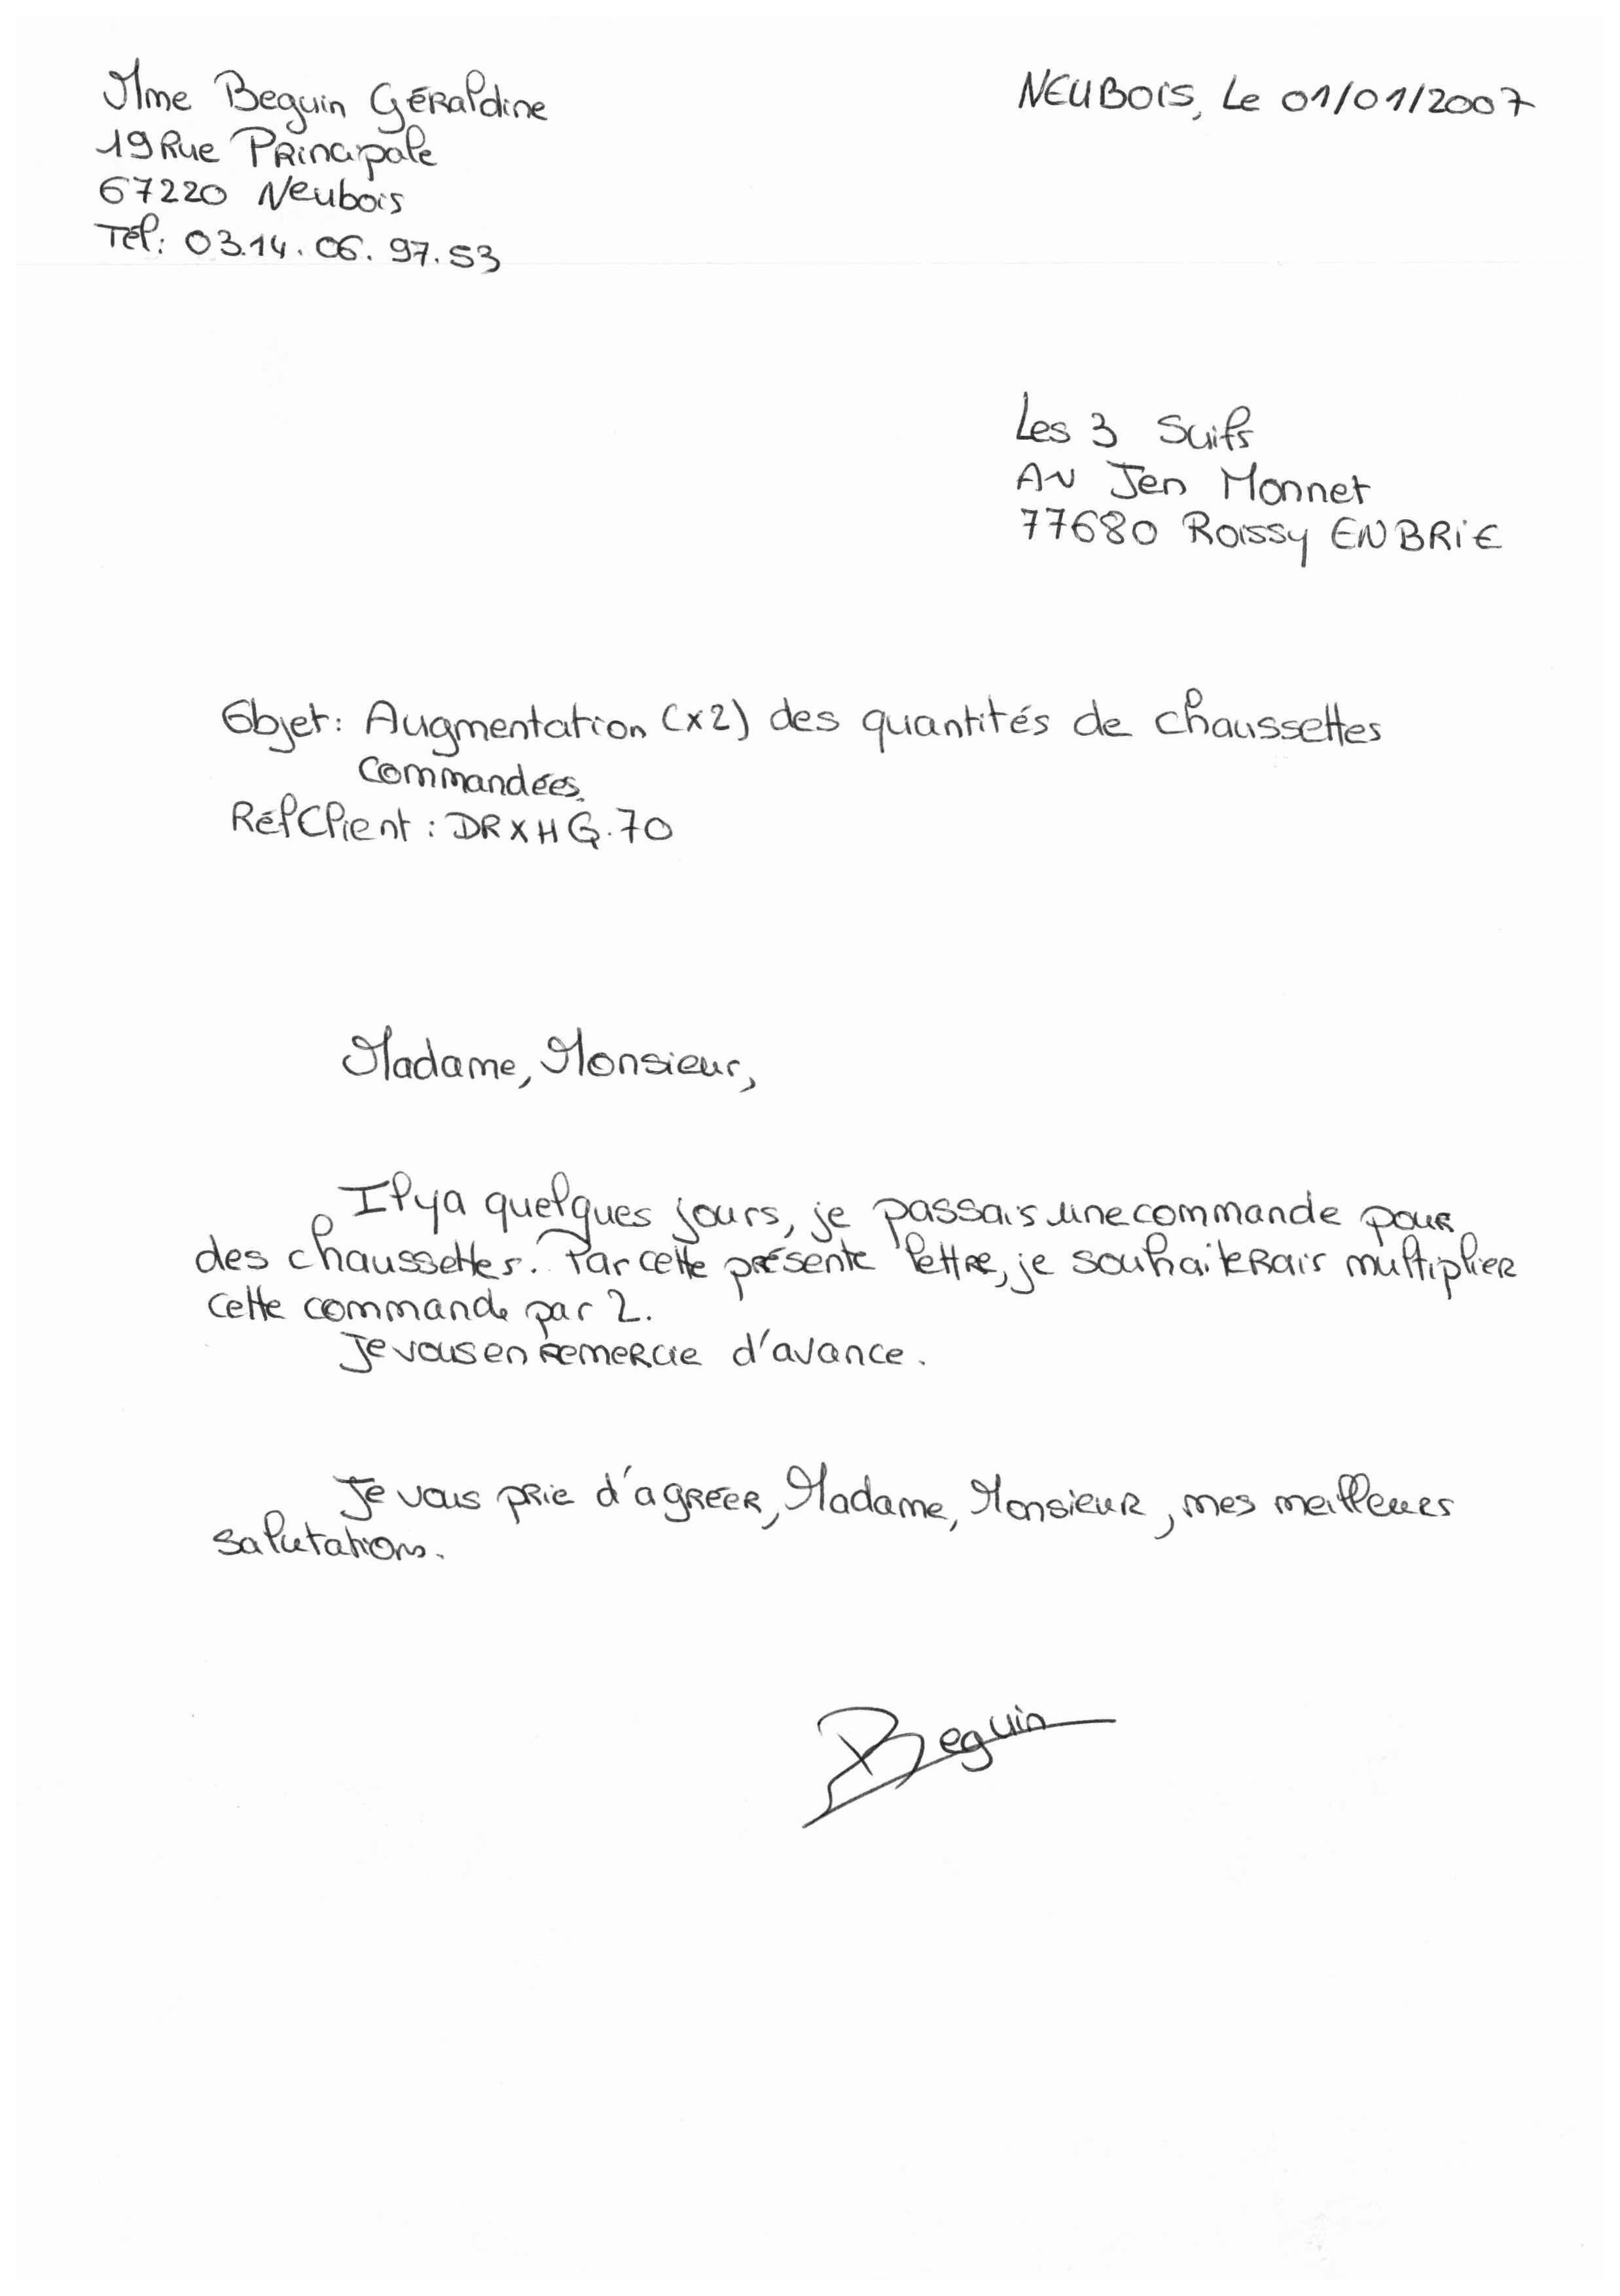 Mme Beguin Géraldine
19 Rue Principale
67220 Neubois
Tél: 03.14.06.97.53
NEUBOIS, Le 01/01/2007
Les 3 Suifs
AV Jen Monnet
77680 Roissy EN BRIE
Objet: Augmentation (x2) des quantités de chaussettes
commandées.
Réf Client : DRXHG.70
Madame, Monsieur,
Il y a quelques jours, je passais une commande pour
des chaussettes. Par cette présente lettre, je souhaiterais multiplier
cette commande par 2.
Je vous en remercie d'avance.
Je vous prie d'agréer, Madame, Monsieur, mes meilleures
salutations.
Beguin